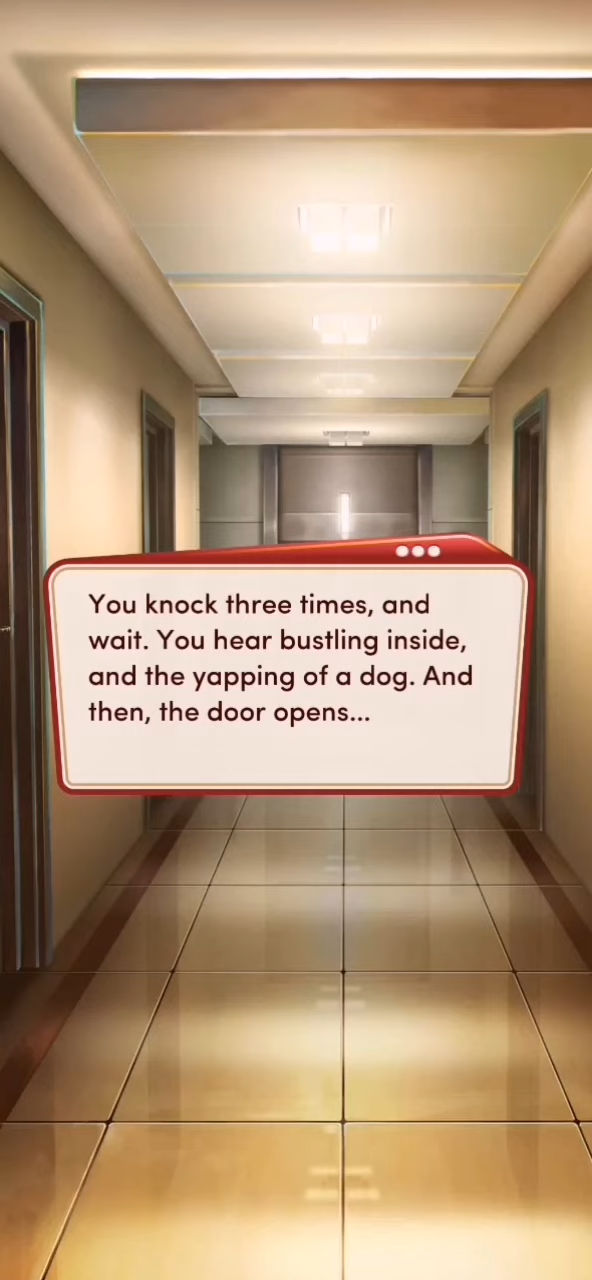 You knock three times, and
wait. You hear bustling inside,
and the yapping of a dog. And
then, the door opens...